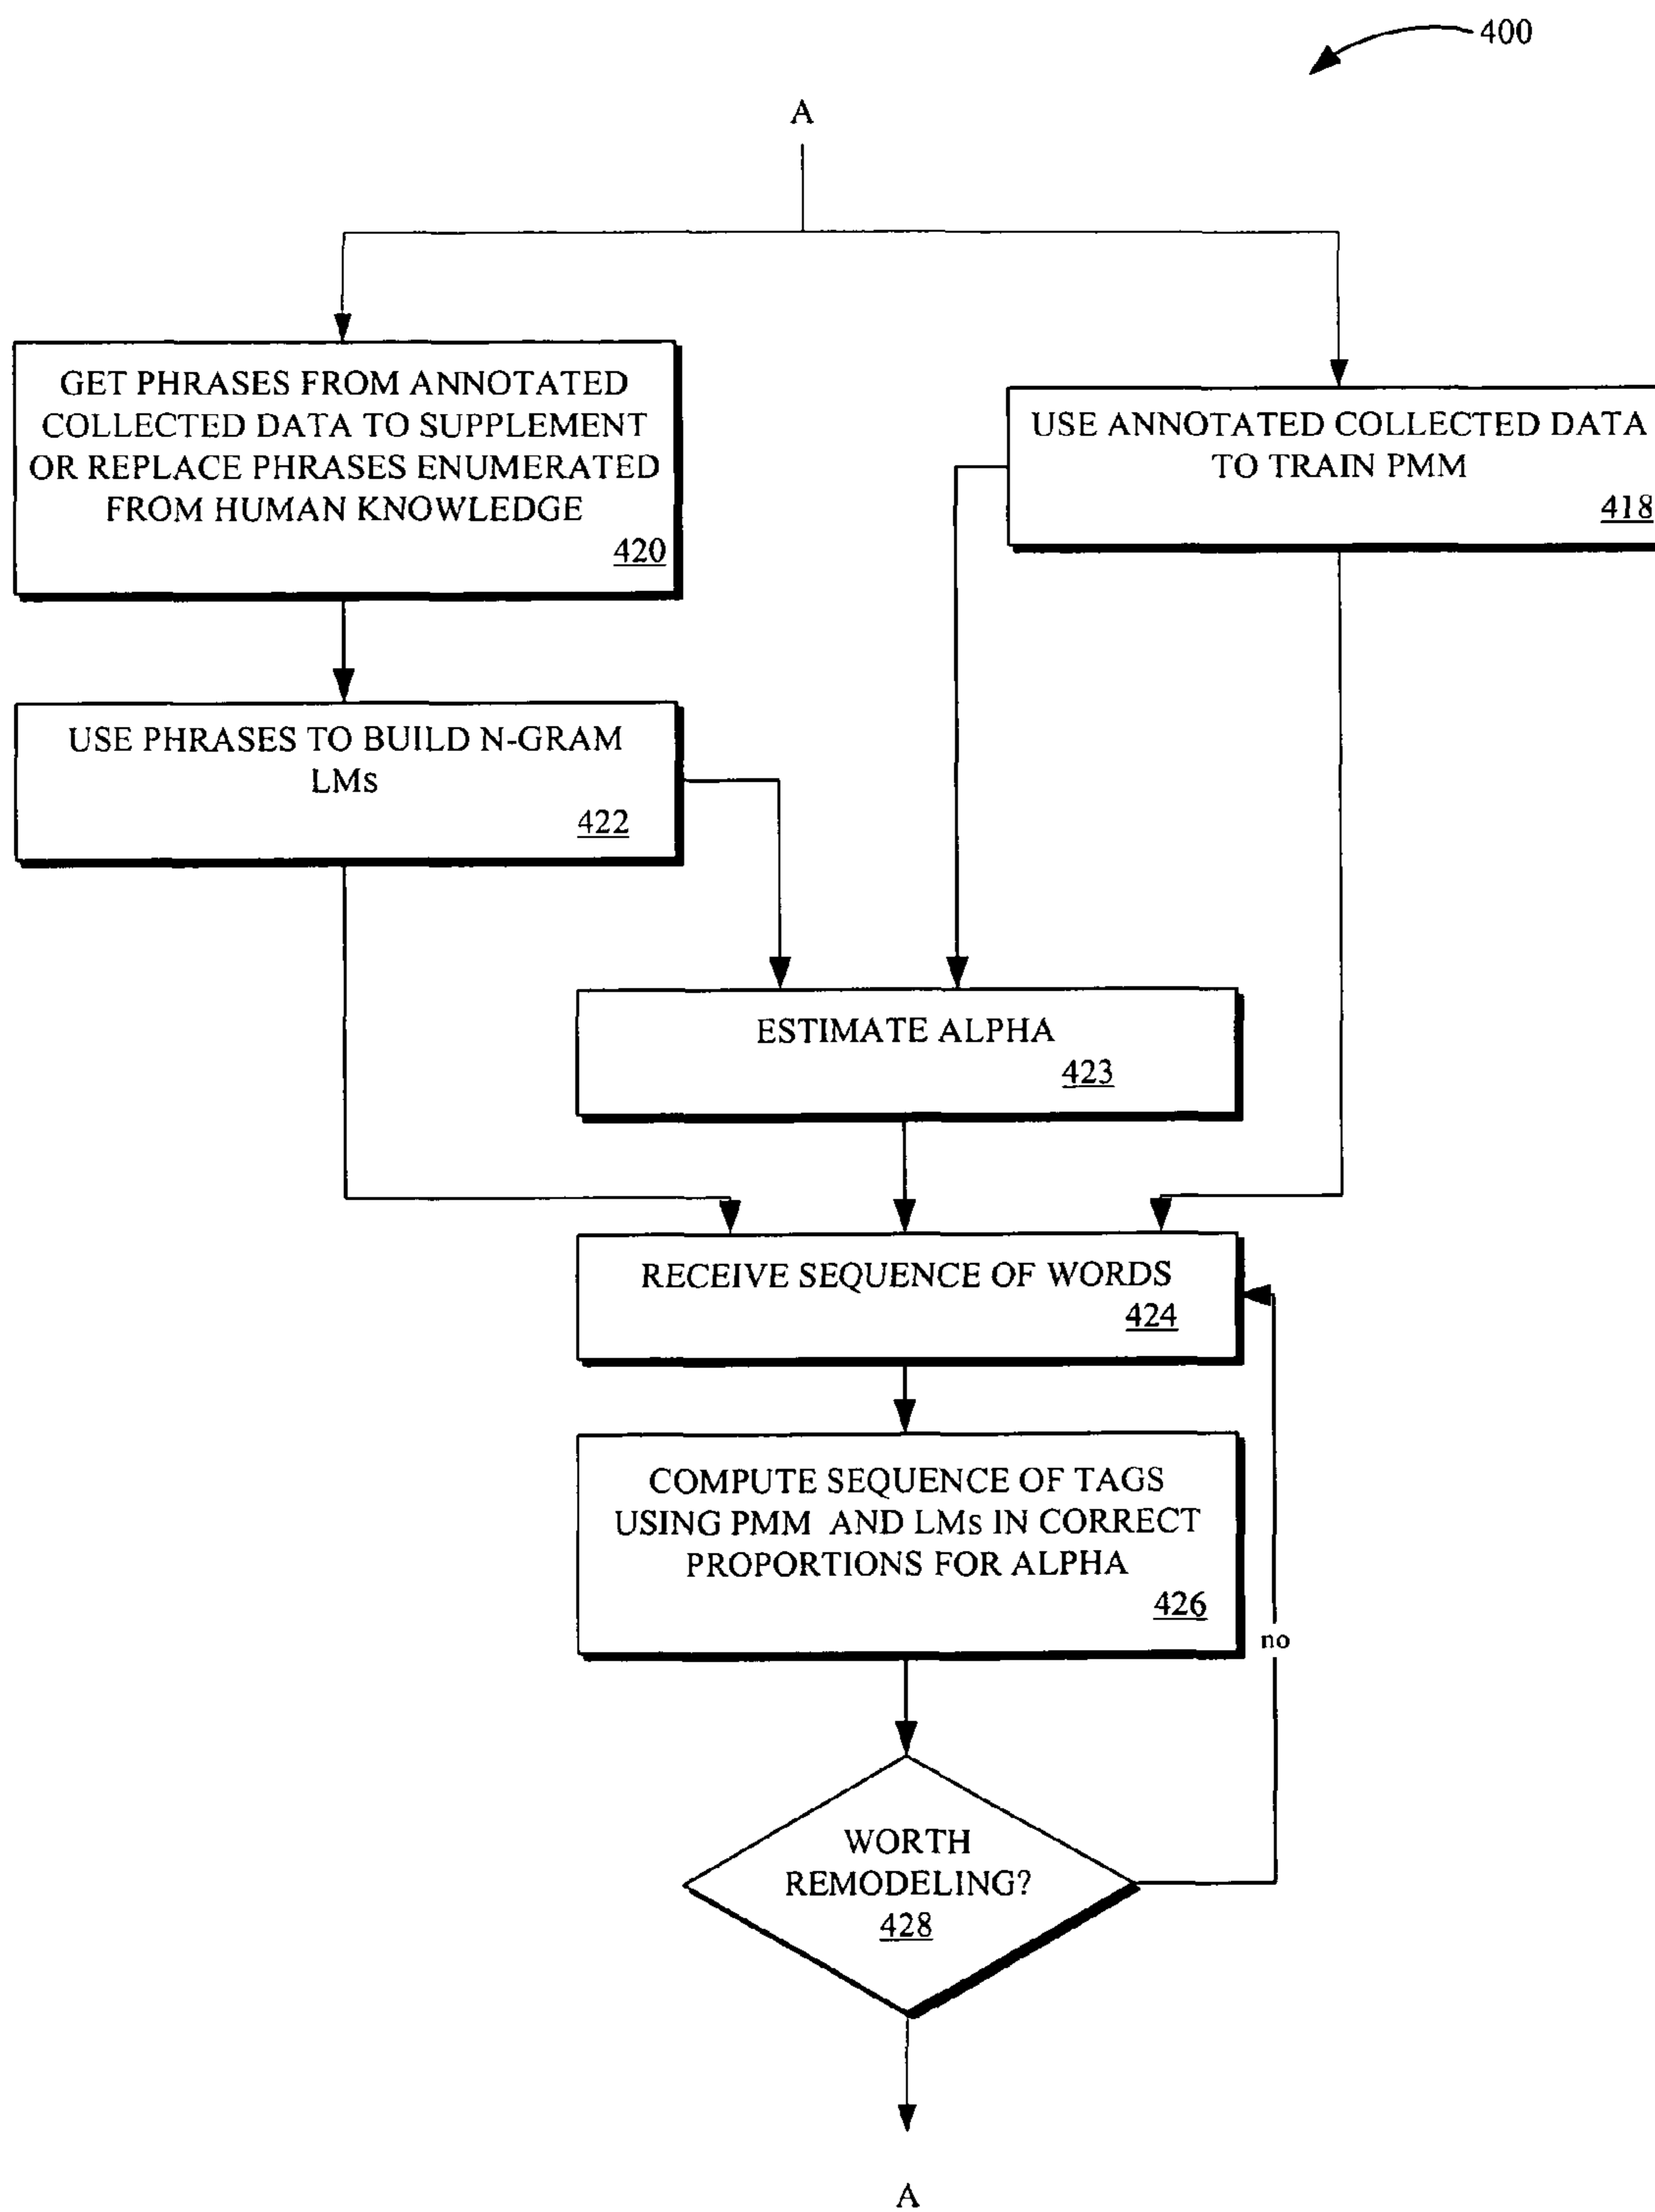 400
A
GET PHRASES FROM ANNOTATED
COLLECTED DATA TO SUPPLEMENT
OR REPLACE PHRASES ENUMERATED
FROM HUMAN KNOWLEDGE
420
USE ANNOTATED COLLECTED DATA
TO TRAIN PMM
418
USE PHRASES TO BUILD N-GRAM
LMs
422
ESTIMATE ALPHA
423
RECEIVE SEQUENCE OF WORDS
424
COMPUTE SEQUENCE OF TAGS
USING PMM AND LMs IN CORRECT
PROPORTIONS FOR ALPHA
426
no
WORTH
REMODELING?
428
A